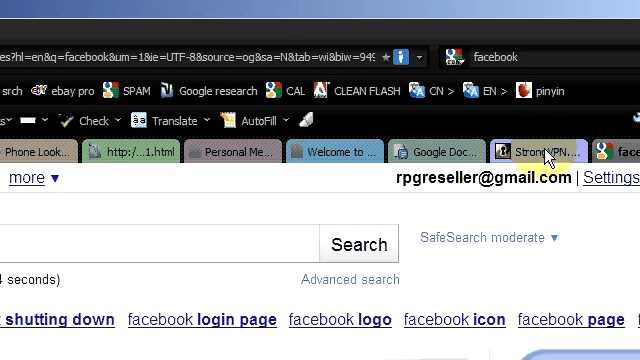 es?hl=en&q=facebook&um=1&ie=UTF-8&source=og&sa=N&tab=wi&biw=949 facebook
srch ebay pro SPAM Google research CAL CLEAN FLASH CN > EN > pinyin
Check Translate AutoFill
Phone Look... http:/...1.html Personal Me... Welcome to ... Google Doc... StrongVPN.... face
more ▼ rpgreseller@gmail.com | Settings
Search SafeSearch moderate ▼
4 seconds) Advanced search
shutting down facebook login page facebook logo facebook icon facebook page